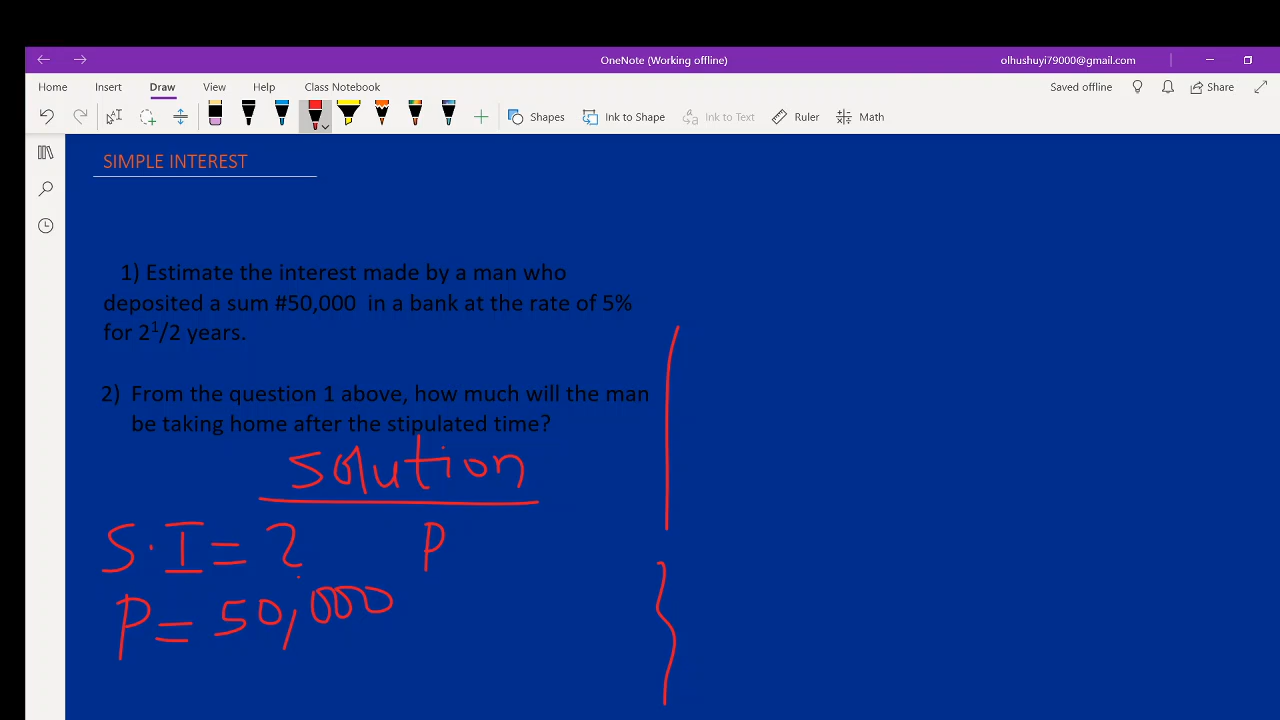 OneNote (Working offline)
olhushuyi79000@gmail.com
Home Insert Draw View Help Class Notebook
Saved offline
Share
Shapes Ink to Shape Ink to Text Ruler Math
SIMPLE INTEREST
1) Estimate the interest made by a man who
deposited a sum #50,000 in a bank at the rate of 5%
for 2¹/2 years.
2) From the question 1 above, how much will the man
be taking home after the stipulated time?
Solution
S.I = ? P
P = 50,000